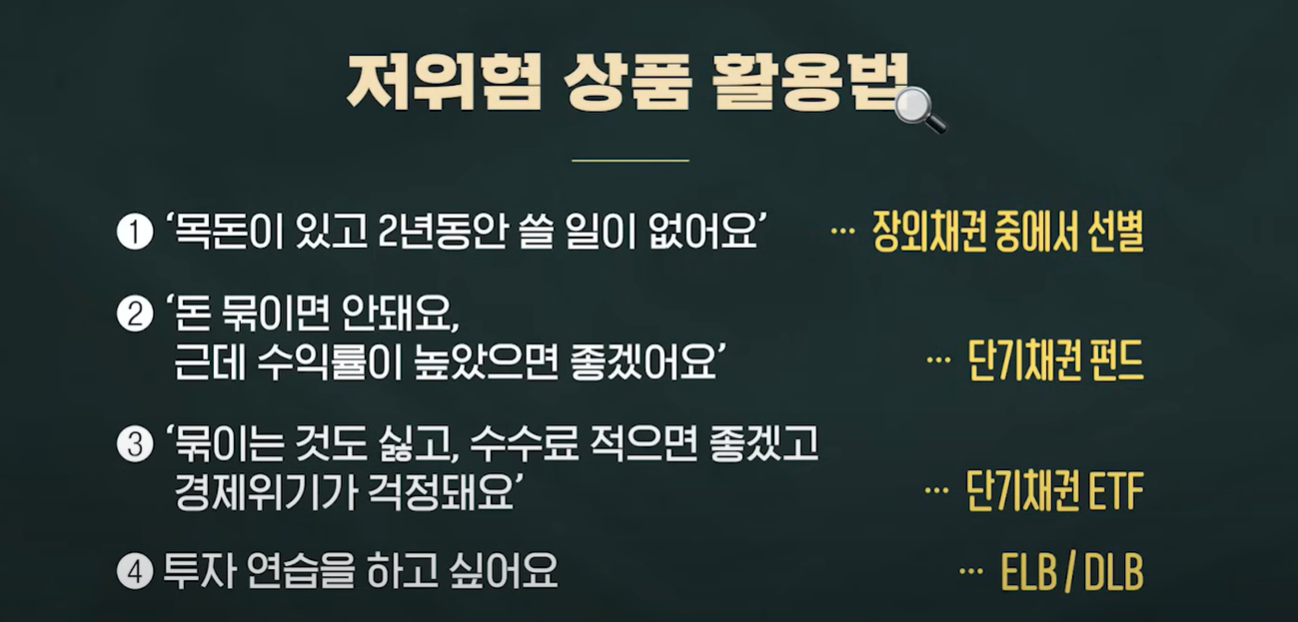 저위험 상품 활용법
❶ ‘목돈이 있고 2년동안 쓸 일이 없어요’ ··· 장외채권 중에서 선별
❷ ‘돈 묶이면 안돼요,
근데 수익률이 높았으면 좋겠어요’ ··· 단기채권 펀드
❸ ‘묶이는 것도 싫고, 수수료 적으면 좋겠고
경제위기가 걱정돼요’ ··· 단기채권 ETF
❹ 투자 연습을 하고 싶어요 ··· ELB / DLB